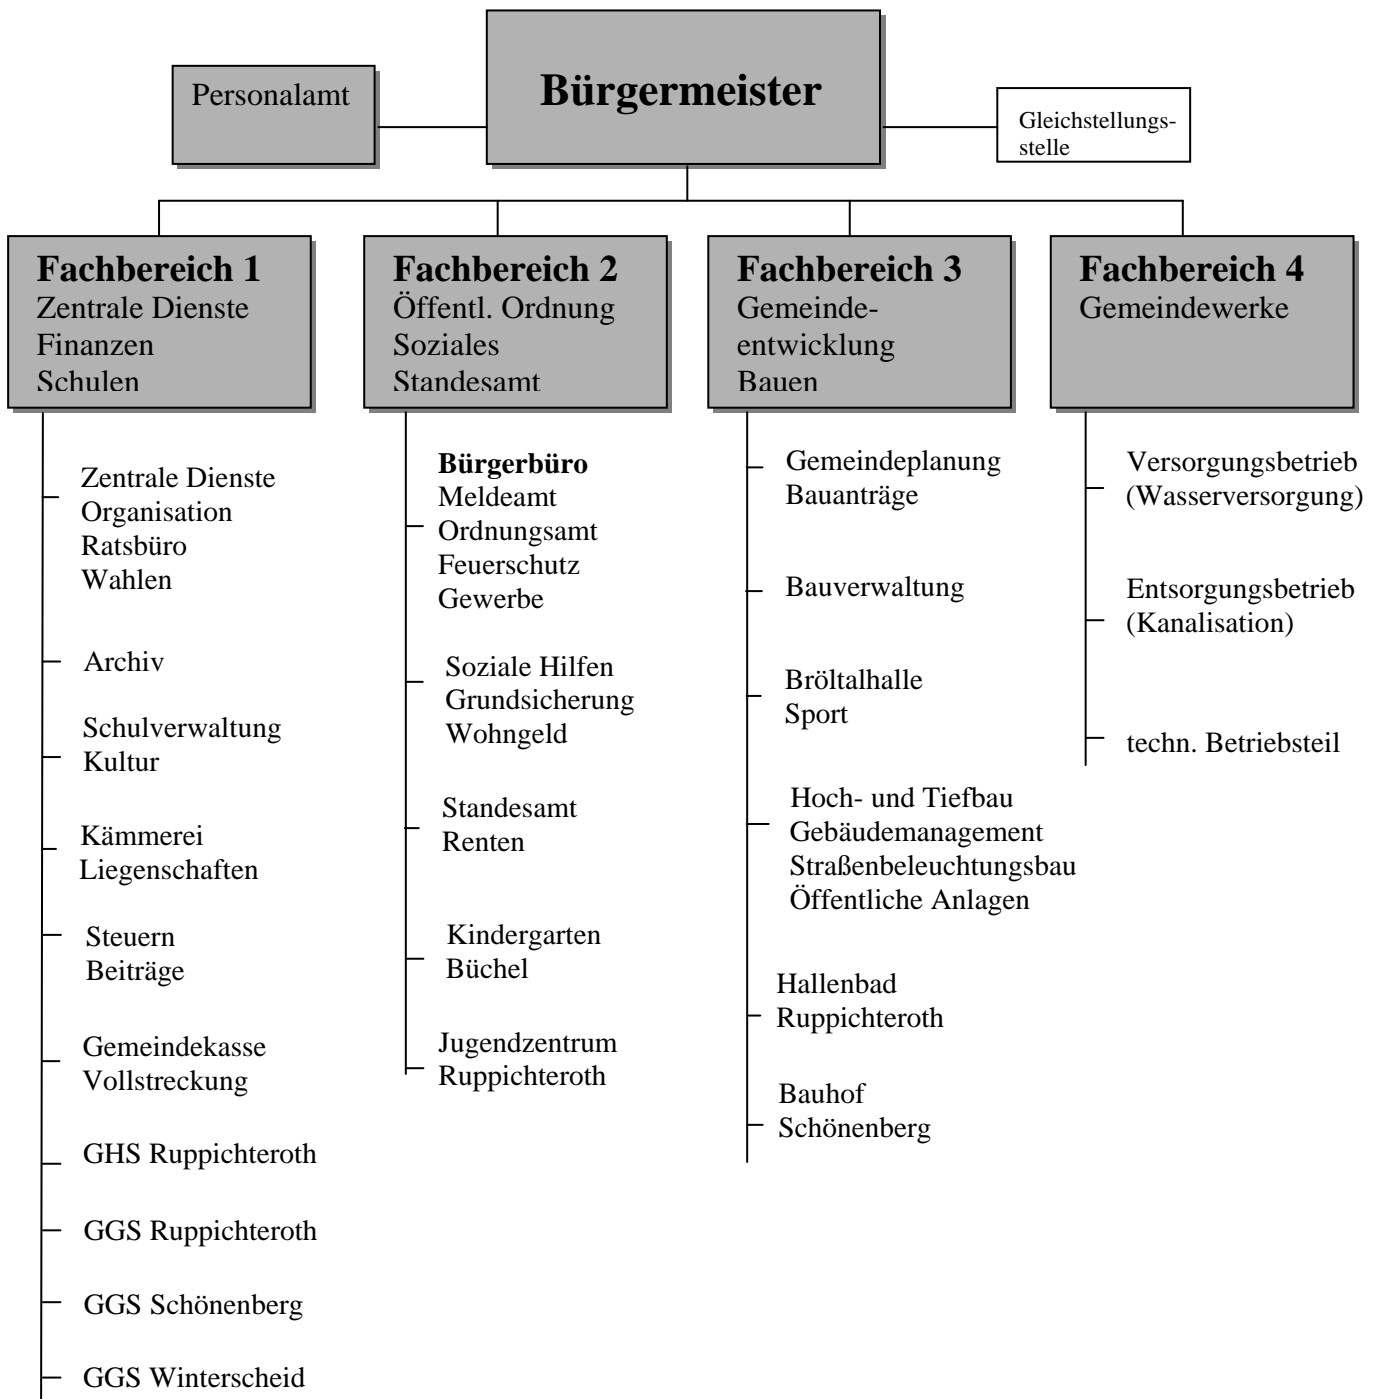 Bürgermeister
Personalamt
Gleichstellungs-
stelle
Fachbereich 1
Zentrale Dienste
Finanzen
Schulen
Fachbereich 2
Öffentl. Ordnung
Soziales
Standesamt
Fachbereich 3
Gemeinde-
entwicklung
Bauen
Fachbereich 4
Gemeindewerke
Zentrale Dienste
Organisation
Ratsbüro
Wahlen
Archiv
Schulverwaltung
Kultur
Kämmerei
Liegenschaften
Steuern
Beiträge
Gemeindekasse
Vollstreckung
GHS Ruppichteroth
GGS Ruppichteroth
GGS Schönenberg
GGS Winterscheid
Bürgerbüro
Meldeamt
Ordnungsamt
Feuerschutz
Gewerbe
Soziale Hilfen
Grundsicherung
Wohngeld
Standesamt
Renten
Kindergarten
Büchel
Jugendzentrum
Ruppichteroth
Gemeindeplanung
Bauanträge
Bauverwaltung
Bröltalhalle
Sport
Hoch- und Tiefbau
Gebäudemanagement
Straßenbeleuchtungsbau
Öffentliche Anlagen
Hallenbad
Ruppichteroth
Bauhof
Schönenberg
Versorgungsbetrieb
(Wasserversorgung)
Entsorgungsbetrieb
(Kanalisation)
techn. Betriebsteil